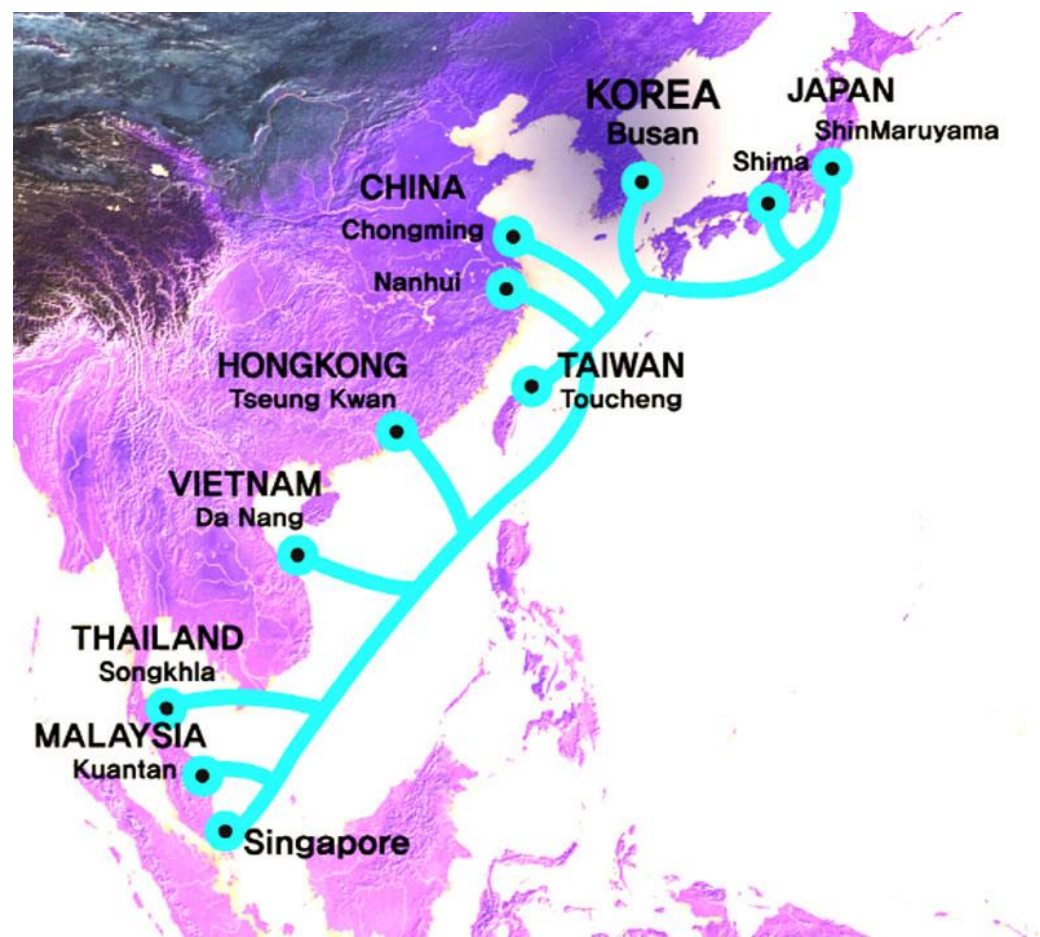 KOREA
Busan
JAPAN
ShinMaruyama
Shima
CHINA
Chongming
Nanhui
HONGKONG
Tseung Kwan
TAIWAN
Toucheng
VIETNAM
Da Nang
THAILAND
Songkhla
MALAYSIA
Kuantan
Singapore